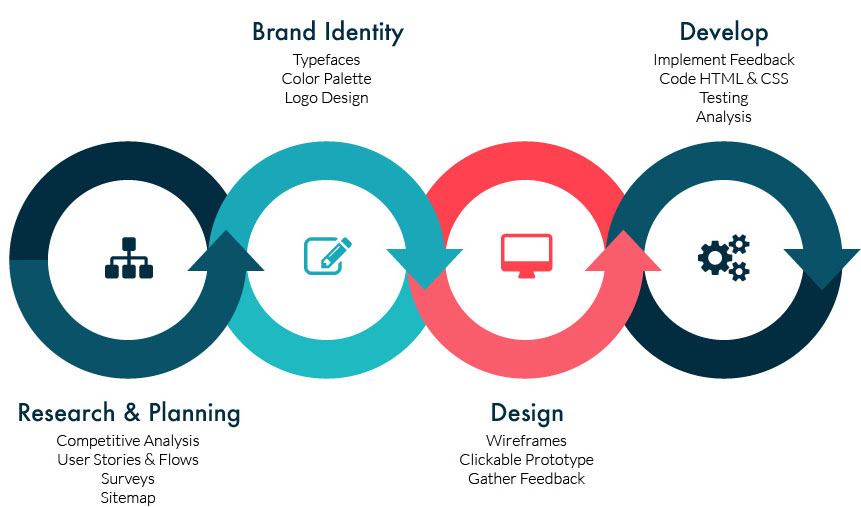 Brand Identity
Typefaces
Color Palette
Logo Design
Develop
Implement Feedback
Code HTML & CSS
Testing
Analysis
Research & Planning
Competitive Analysis
User Stories & Flows
Surveys
Sitemap
Design
Wireframes
Clickable Prototype
Gather Feedback